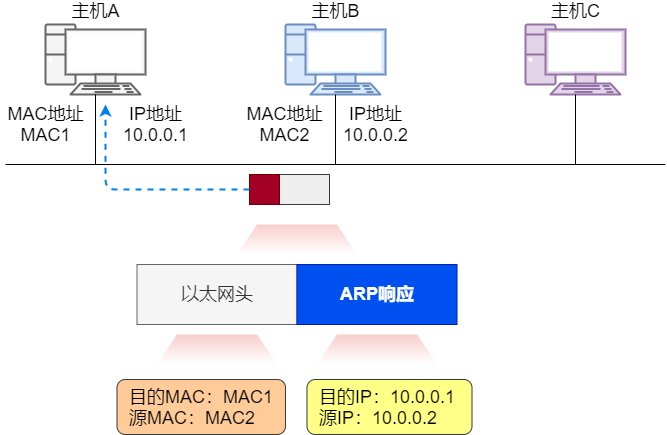 主机A
主机B
主机C
MAC地址
MAC1
IP地址
10.0.0.1
MAC地址
MAC2
IP地址
10.0.0.2
以太网头
ARP响应
目的MAC：MAC1
源MAC：MAC2
目的IP：10.0.0.1
源IP：10.0.0.2